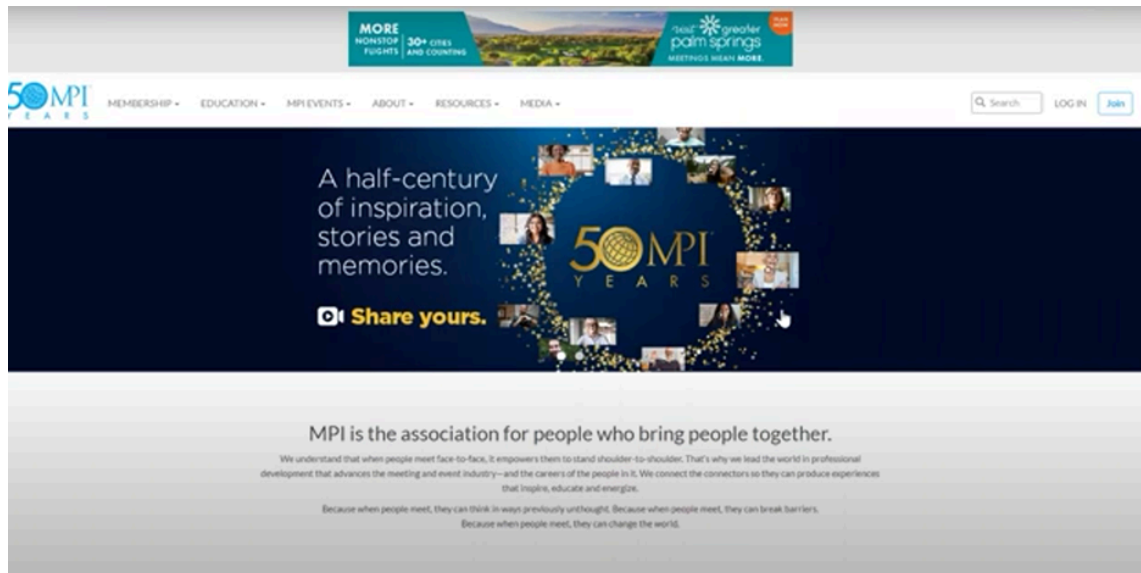 MORE
NONSTOP
FLIGHTS
30+ CITIES
AND COUNTING
visit greater
palm springs
MEETINGS MEAN MORE.
PLAN
NOW
50 MPI
YEARS
MEMBERSHIP EDUCATION MPI EVENTS ABOUT RESOURCES MEDIA Search LOG IN Join
A half-century
of inspiration,
stories and
memories.
Share yours.
50 MPI
YEARS
MPI is the association for people who bring people together.
We understand that when people meet face-to-face, it empowers them to stand shoulder-to-shoulder. That's why we lead the world in professional
development that advances the meeting and event industry—and the careers of the people in it. We connect the connectors so they can produce experiences
that inspire, educate and energize.
Because when people meet, they can think in ways previously unthought. Because when people meet, they can break barriers.
Because when people meet, they can change the world.